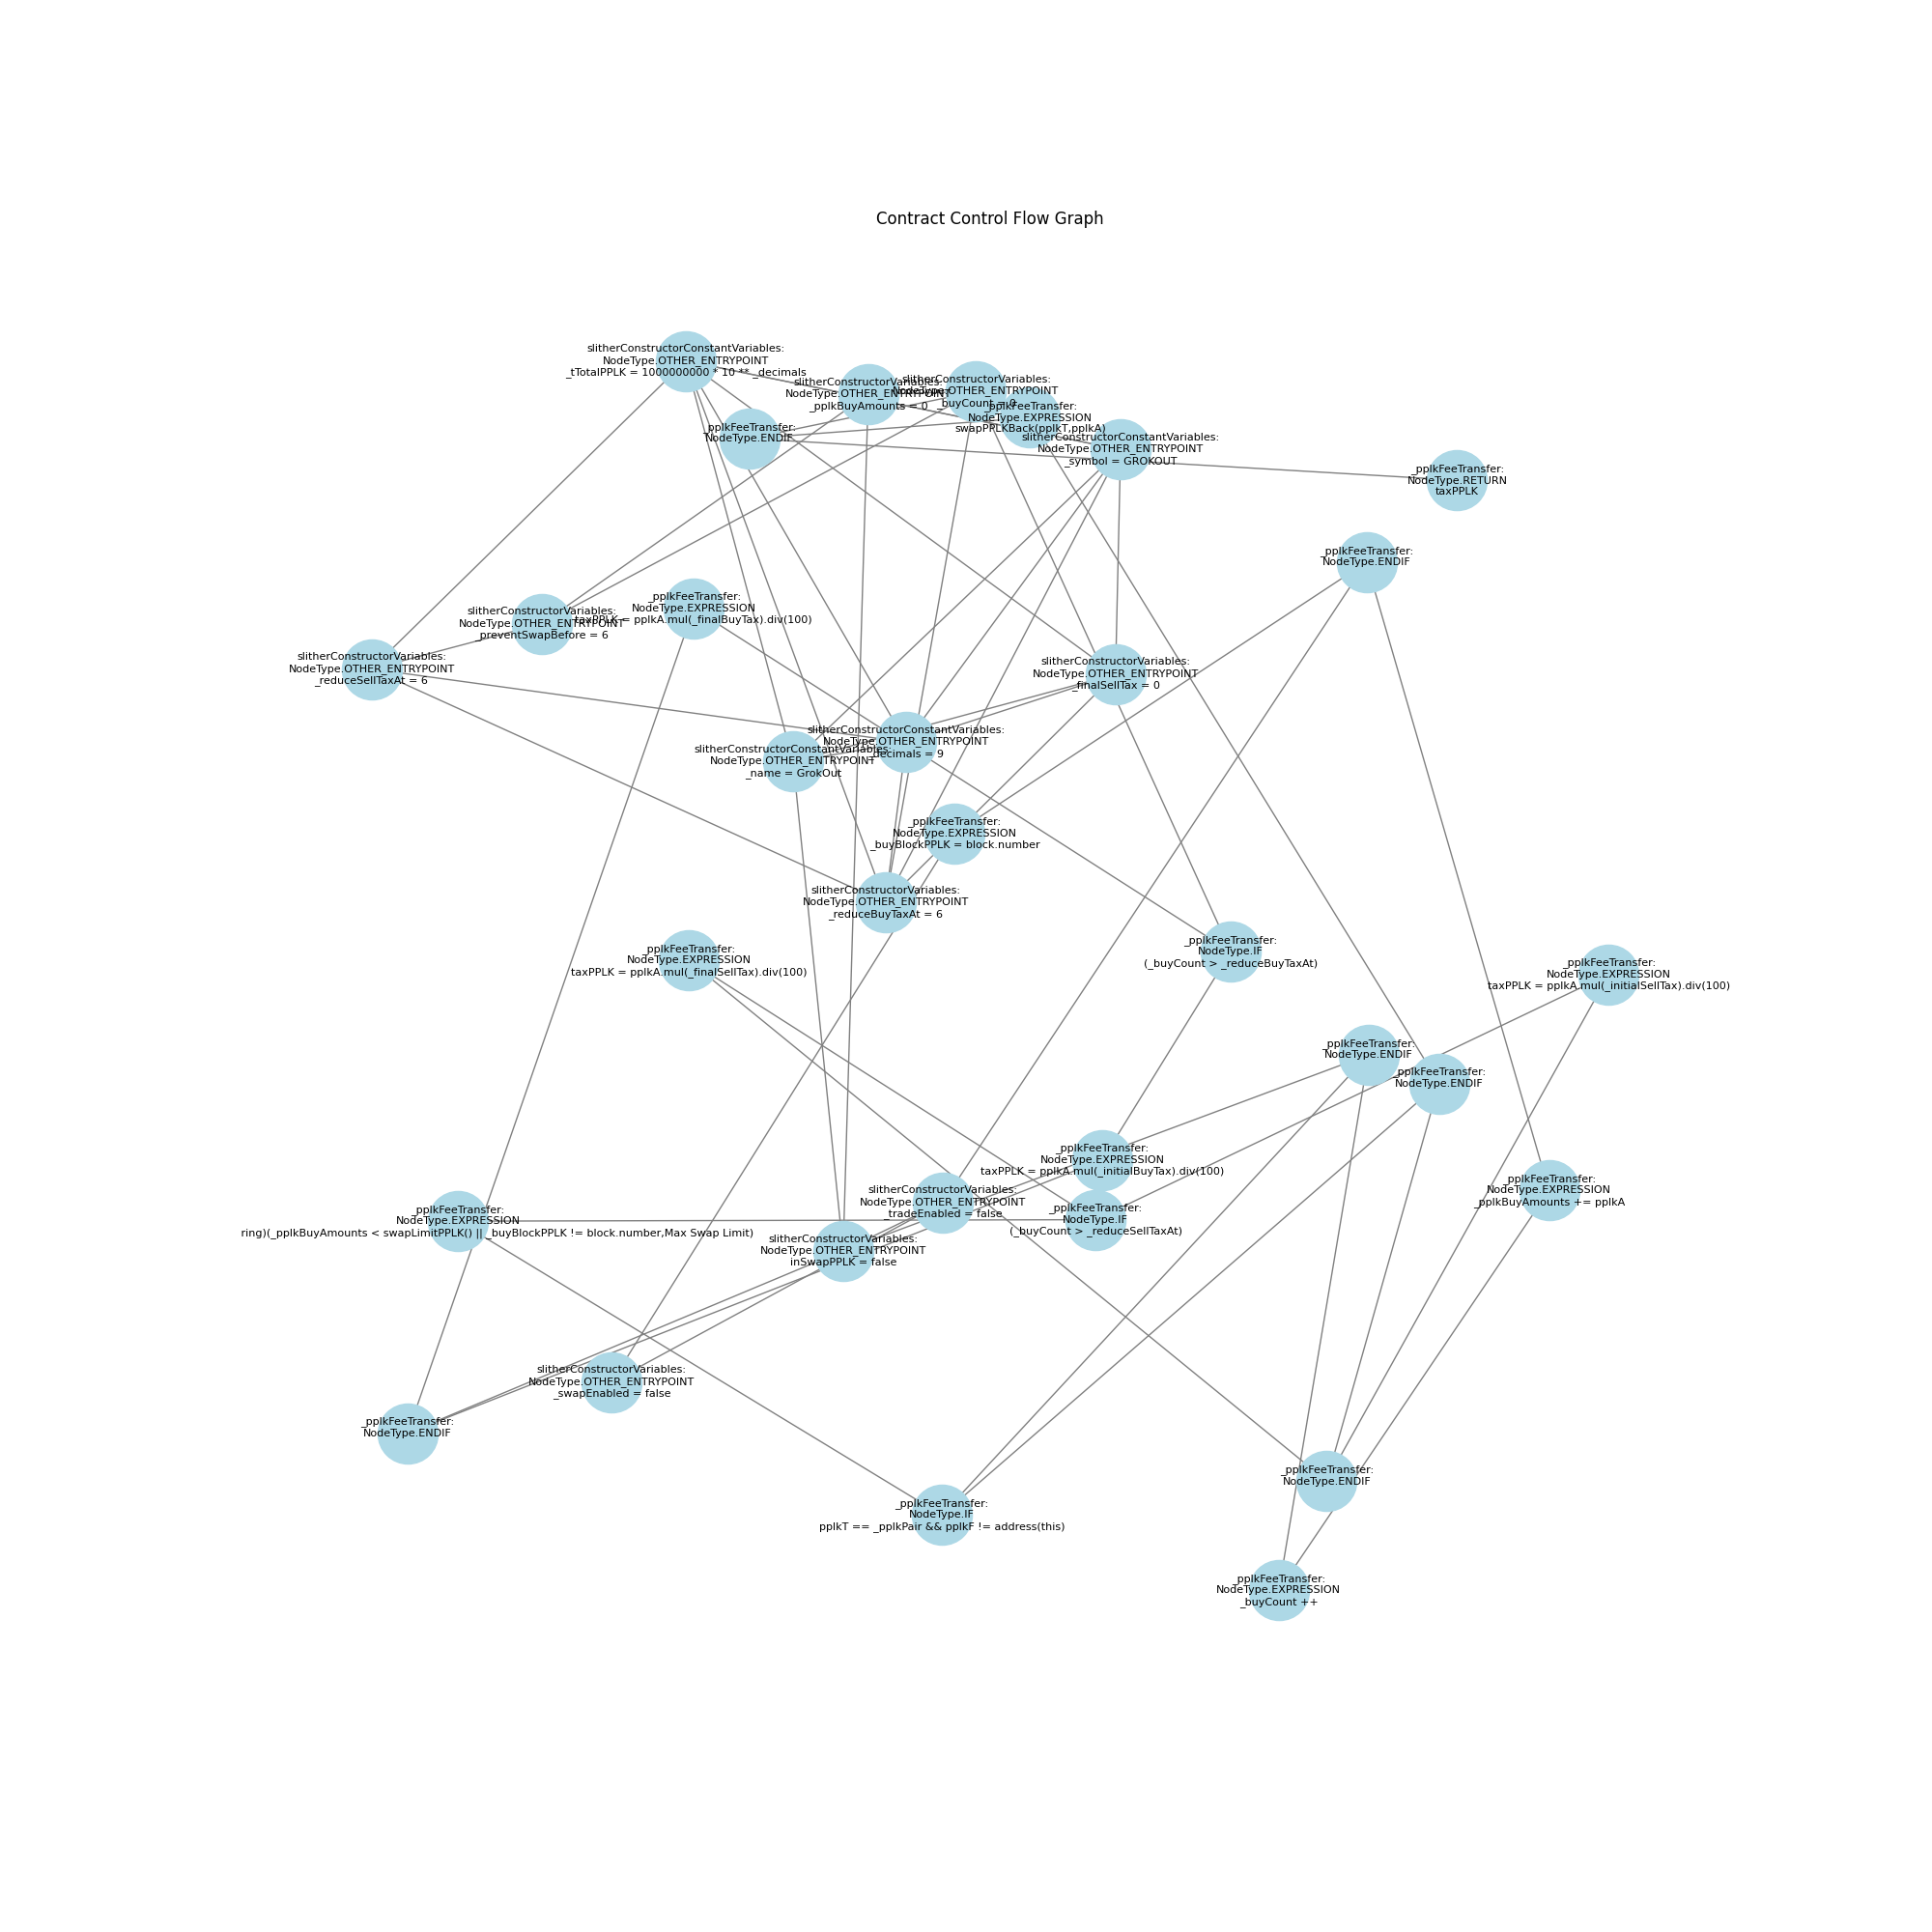 Contract Control Flow Graph
slitherConstructorConstantVariables:
NodeType.OTHER_ENTRYPOINT
_tTotalPPLK = 1000000000 * 10 ** _decimals
slitherConstructorVariables:
NodeType.OTHER_ENTRYPOINT
_pplkBuyAmounts = 0
slitherConstructorVariables:
NodeType.OTHER_ENTRYPOINT
_buyCount = 0
_pplkFeeTransfer:
NodeType.EXPRESSION
swapPPLKBack(pplkT,pplkA)
_pplkFeeTransfer:
NodeType.ENDIF
slitherConstructorConstantVariables:
NodeType.OTHER_ENTRYPOINT
_symbol = GROKOUT
_pplkFeeTransfer:
NodeType.RETURN
taxPPLK
_pplkFeeTransfer:
NodeType.ENDIF
_pplkFeeTransfer:
NodeType.EXPRESSION
taxPPLK = pplkA.mul(_finalBuyTax).div(100)
slitherConstructorVariables:
NodeType.OTHER_ENTRYPOINT
_preventSwapBefore = 6
slitherConstructorVariables:
NodeType.OTHER_ENTRYPOINT
_reduceSellTaxAt = 6
slitherConstructorVariables:
NodeType.OTHER_ENTRYPOINT
_finalSellTax = 0
slitherConstructorConstantVariables:
NodeType.OTHER_ENTRYPOINT
_decimals = 9
slitherConstructorConstantVariables:
NodeType.OTHER_ENTRYPOINT
_name = GrokOut
_pplkFeeTransfer:
NodeType.EXPRESSION
_buyBlockPPLK = block.number
slitherConstructorVariables:
NodeType.OTHER_ENTRYPOINT
_reduceBuyTaxAt = 6
_pplkFeeTransfer:
NodeType.IF
(_buyCount > _reduceBuyTaxAt)
_pplkFeeTransfer:
NodeType.EXPRESSION
taxPPLK = pplkA.mul(_finalSellTax).div(100)
_pplkFeeTransfer:
NodeType.EXPRESSION
taxPPLK = pplkA.mul(_initialSellTax).div(100)
_pplkFeeTransfer:
NodeType.ENDIF
_pplkFeeTransfer:
NodeType.ENDIF
_pplkFeeTransfer:
NodeType.EXPRESSION
taxPPLK = pplkA.mul(_initialBuyTax).div(100)
_pplkFeeTransfer:
NodeType.EXPRESSION
_pplkBuyAmounts += pplkA
slitherConstructorVariables:
NodeType.OTHER_ENTRYPOINT
_tradeEnabled = false
_pplkFeeTransfer:
NodeType.IF
(_buyCount > _reduceSellTaxAt)
_pplkFeeTransfer:
NodeType.EXPRESSION
ring)(_pplkBuyAmounts < swapLimitPPLK() || _buyBlockPPLK != block.number,Max Swap Limit)
slitherConstructorVariables:
NodeType.OTHER_ENTRYPOINT
inSwapPPLK = false
slitherConstructorVariables:
NodeType.OTHER_ENTRYPOINT
_swapEnabled = false
_pplkFeeTransfer:
NodeType.ENDIF
_pplkFeeTransfer:
NodeType.ENDIF
_pplkFeeTransfer:
NodeType.IF
pplkT == _pplkPair && pplkF != address(this)
_pplkFeeTransfer:
NodeType.EXPRESSION
_buyCount ++